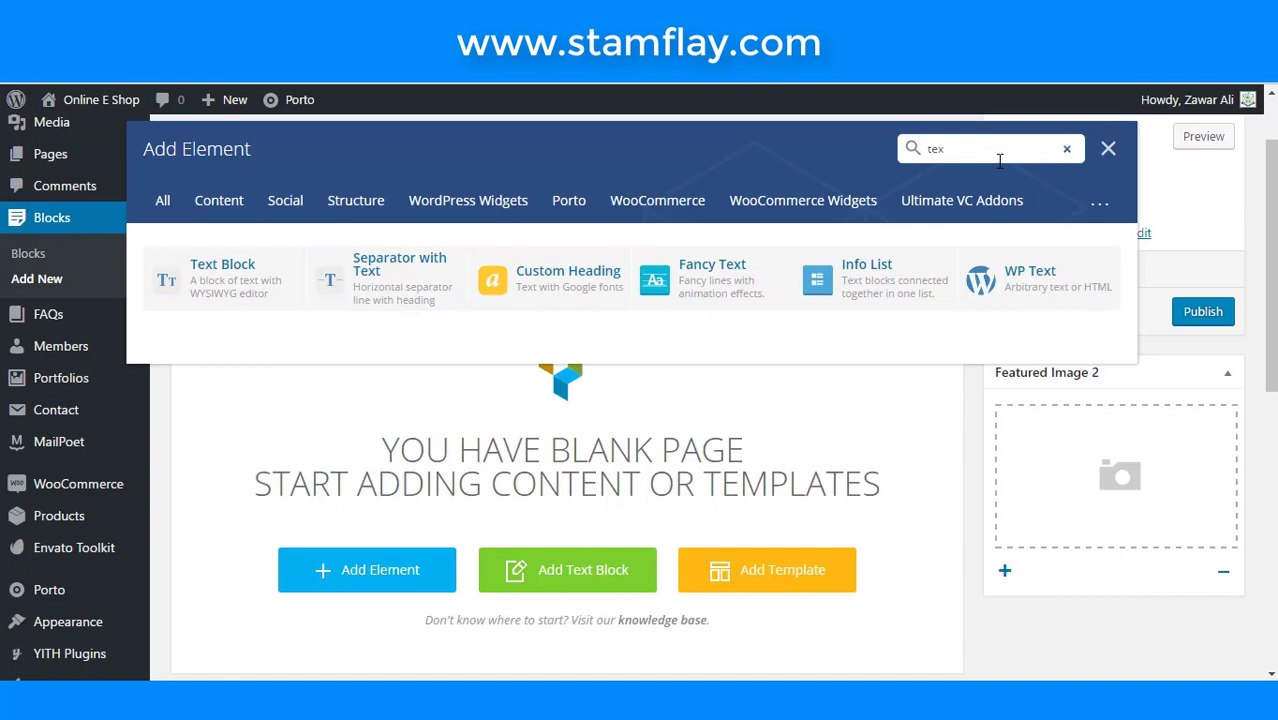 www.stamflay.com
Online E Shop
0
New
Porto
Howdy, Zawar Ali
Media
Pages
Comments
Blocks
Blocks
Add New
FAQs
Members
Portfolios
Contact
MailPoet
WooCommerce
Products
Envato Toolkit
Porto
Appearance
YITH Plugins
Add Element
tex
All
Content
Social
Structure
WordPress Widgets
Porto
WooCommerce
WooCommerce Widgets
Ultimate VC Addons
...
Text Block
A block of text with
WYSIWYG editor
Separator with
Text
Horizontal separator
line with heading
Custom Heading
Text with Google fonts
Fancy Text
Fancy lines with
animation effects.
Info List
Text blocks connected
together in one list.
WP Text
Arbitrary text or HTML
YOU HAVE BLANK PAGE
START ADDING CONTENT OR TEMPLATES
Add Element
Add Text Block
Add Template
Don't know where to start? Visit our knowledge base.
Preview
dit
Publish
Featured Image 2